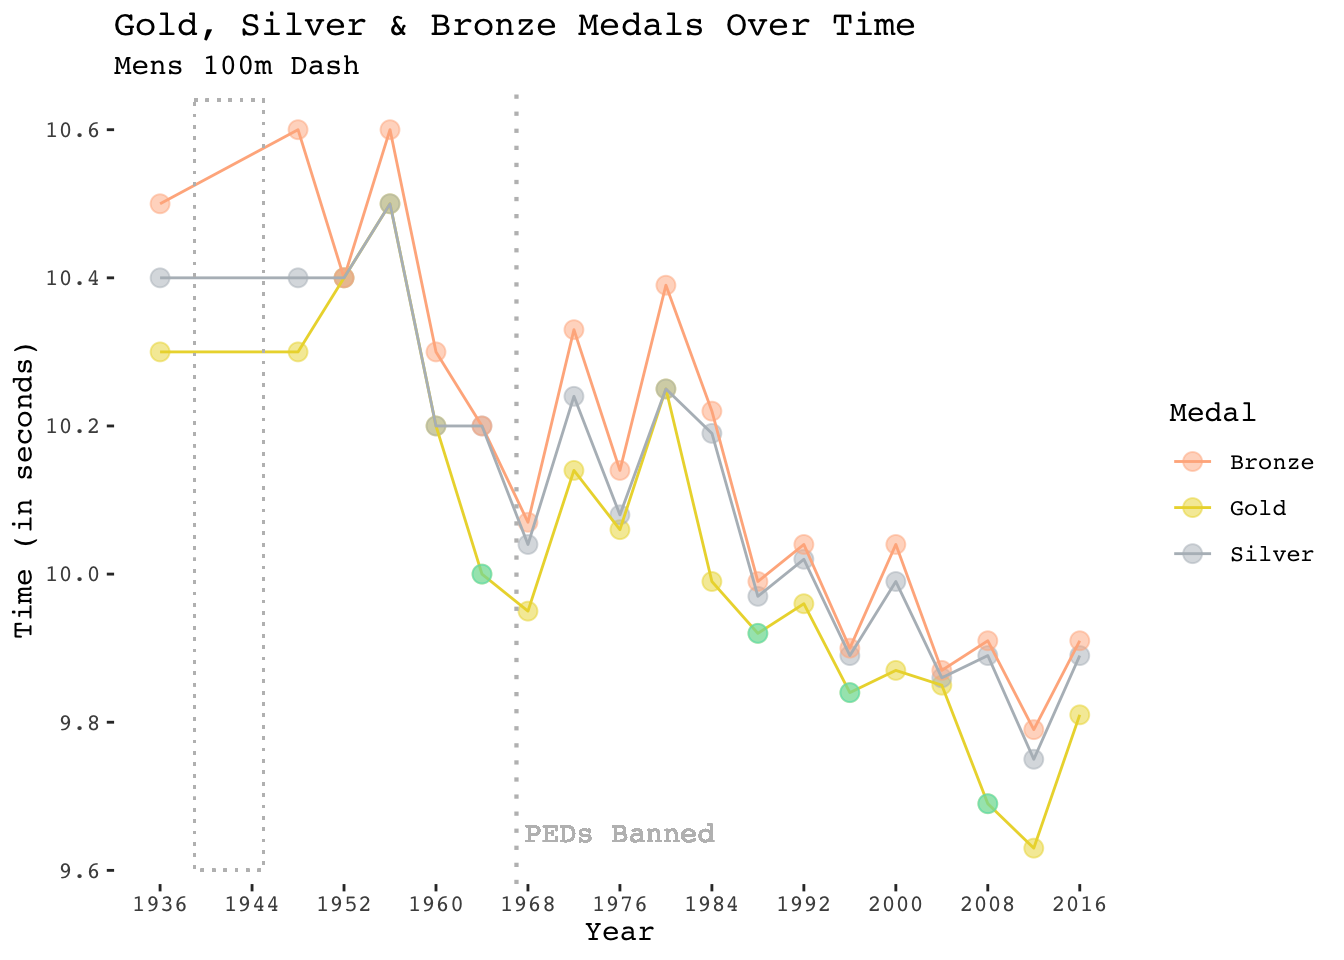 Gold, Silver & Bronze Medals Over Time
Mens 100m Dash
10.6
10.4
10.2
10.0
9.8
9.6
Time (in seconds)
PEDs Banned
1936 1944 1952 1960 1968 1976 1984 1992 2000 2008 2016
Year
Medal
Bronze
Gold
Silver